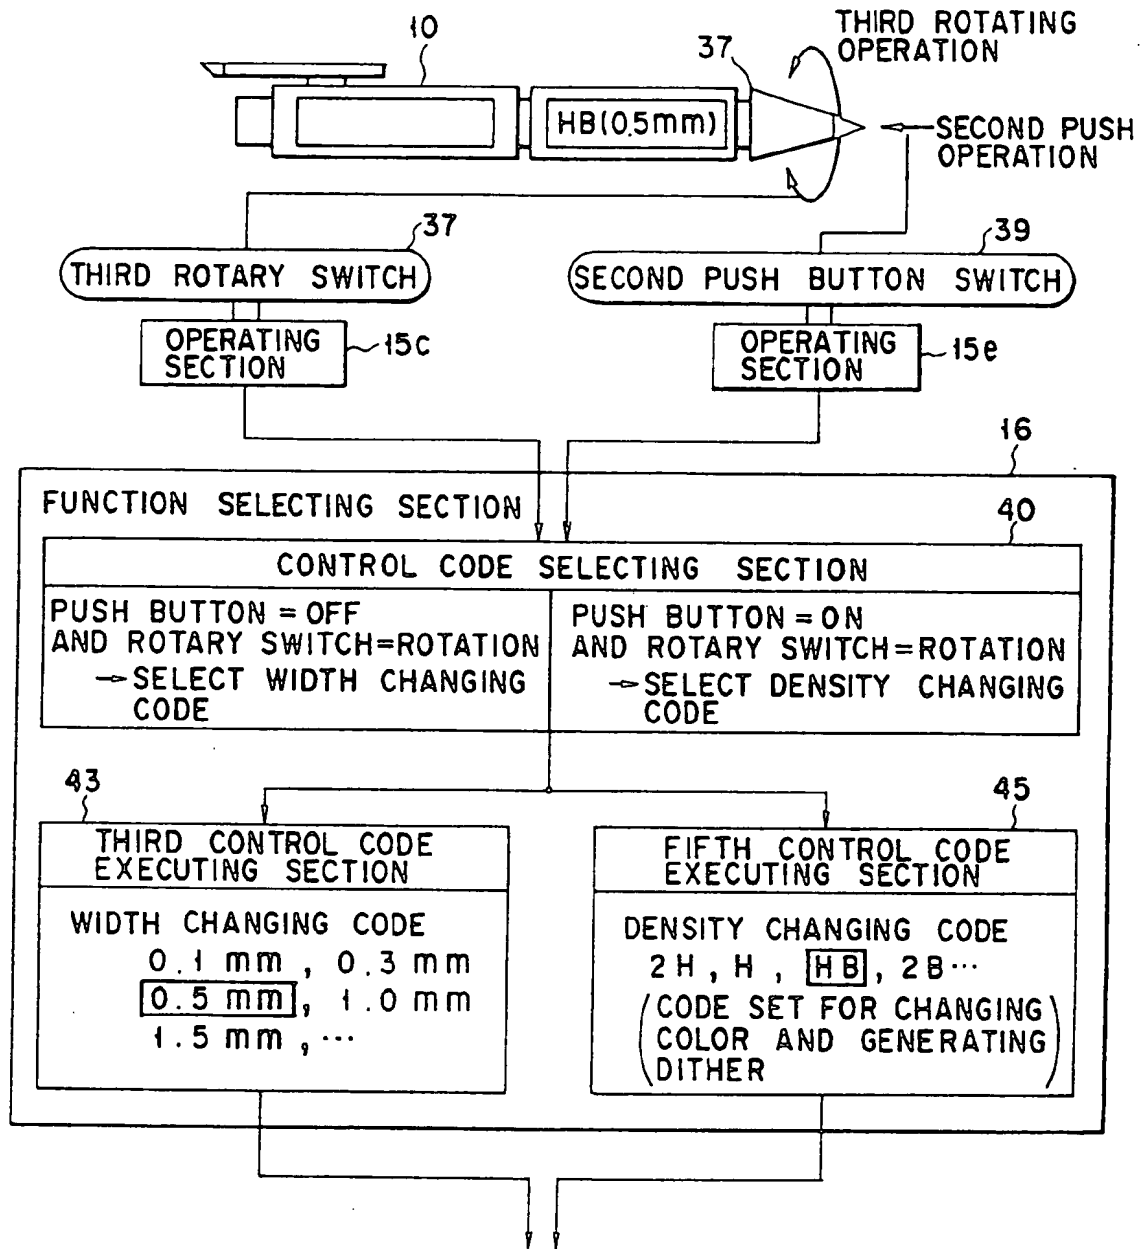 THIRD ROTATING
OPERATION
10
37
HB(0.5mm)
SECOND PUSH
OPERATION
37
39
THIRD ROTARY SWITCH
SECOND PUSH BUTTON SWITCH
OPERATING
SECTION
15c
OPERATING
SECTION
15e
16
FUNCTION SELECTING SECTION
40
CONTROL CODE SELECTING SECTION
PUSH BUTTON = OFF
AND ROTARY SWITCH=ROTATION
→ SELECT WIDTH CHANGING
CODE
PUSH BUTTON = ON
AND ROTARY SWITCH=ROTATION
→ SELECT DENSITY CHANGING
CODE
43
45
THIRD CONTROL CODE
EXECUTING SECTION
WIDTH CHANGING CODE
0.1 mm , 0.3 mm
0.5 mm , 1.0 mm
1.5 mm , ...
FIFTH CONTROL CODE
EXECUTING SECTION
DENSITY CHANGING CODE
2H , H , HB , 2B ...
(CODE SET FOR CHANGING
COLOR AND GENERATING
DITHER)